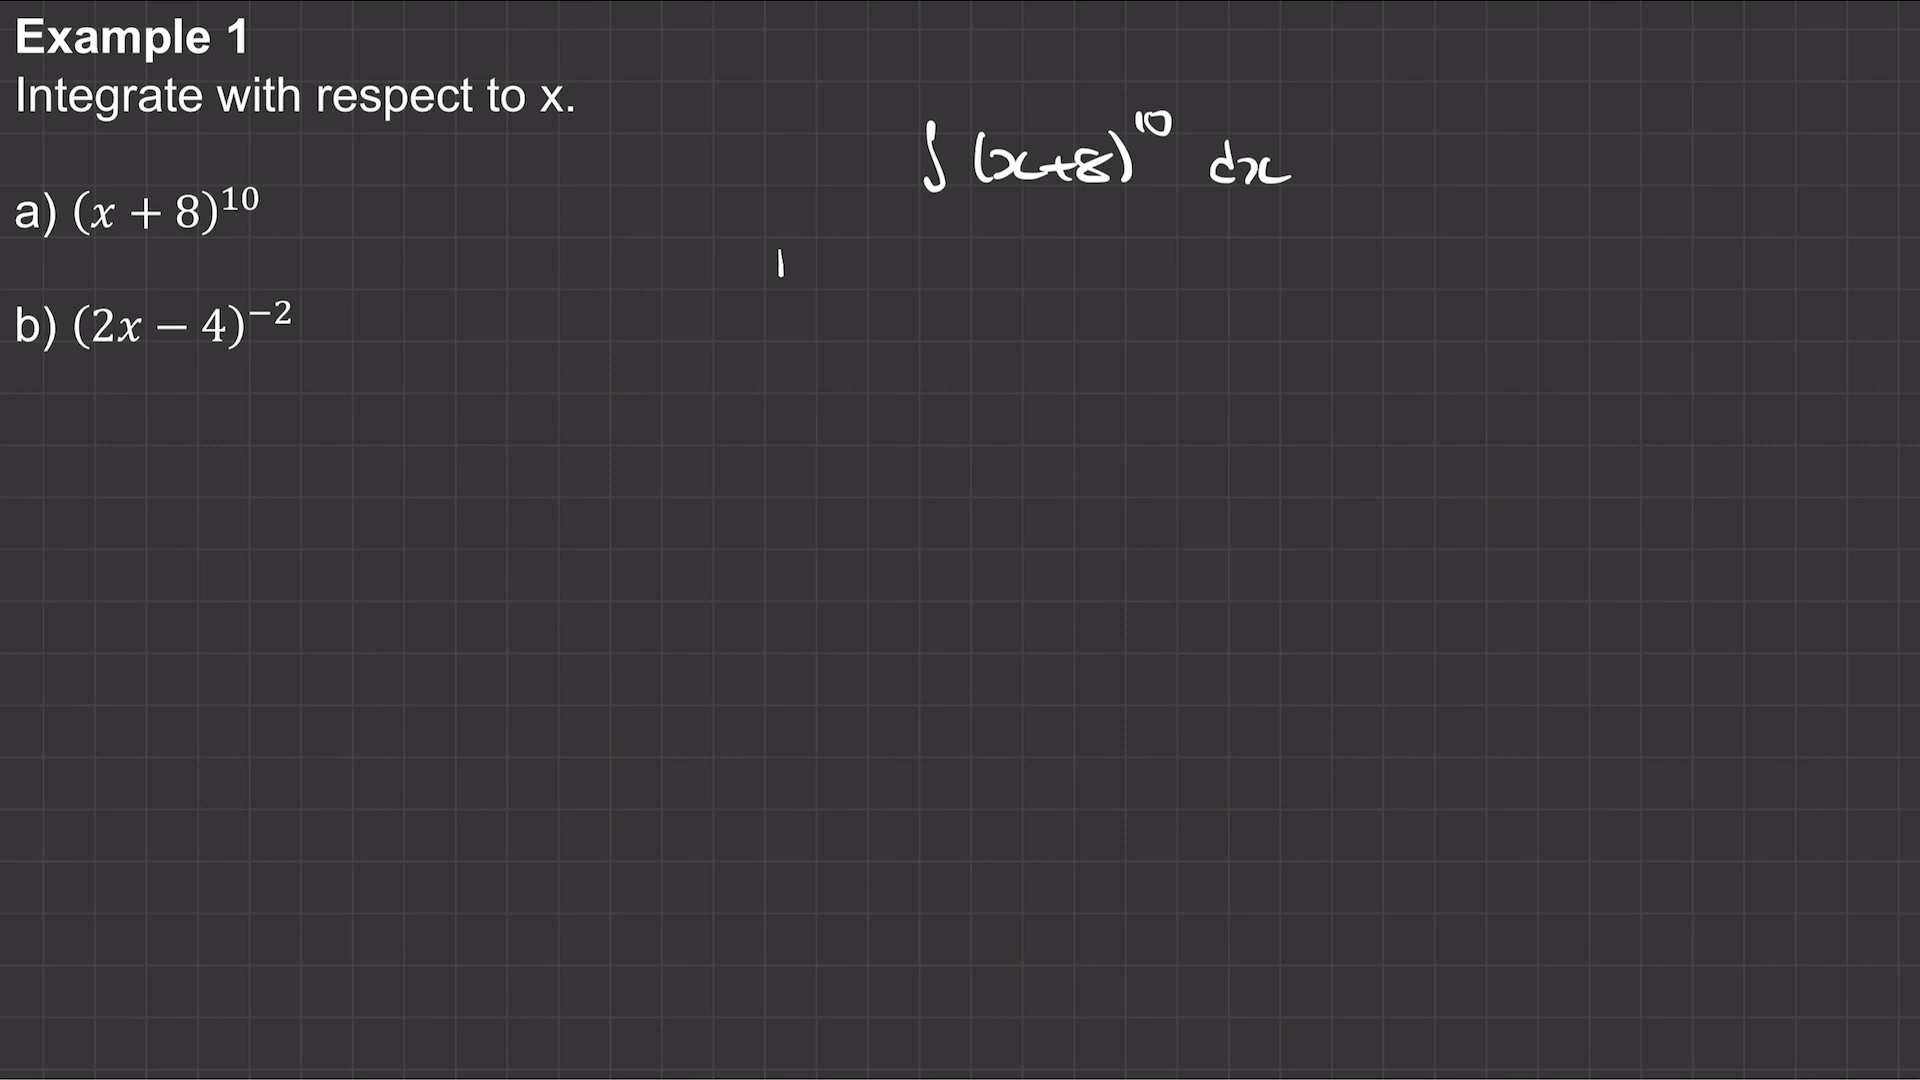 Example 1
Integrate with respect to x.
∫ (x+8)¹⁰ dx
a) (x + 8)¹⁰
b) (2x − 4)⁻²